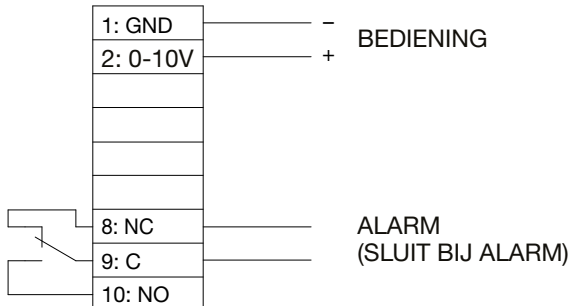 1: GND
–
2: 0-10V
+
BEDIENING
8: NC
9: C
10: NO
ALARM
(SLUIT BIJ ALARM)